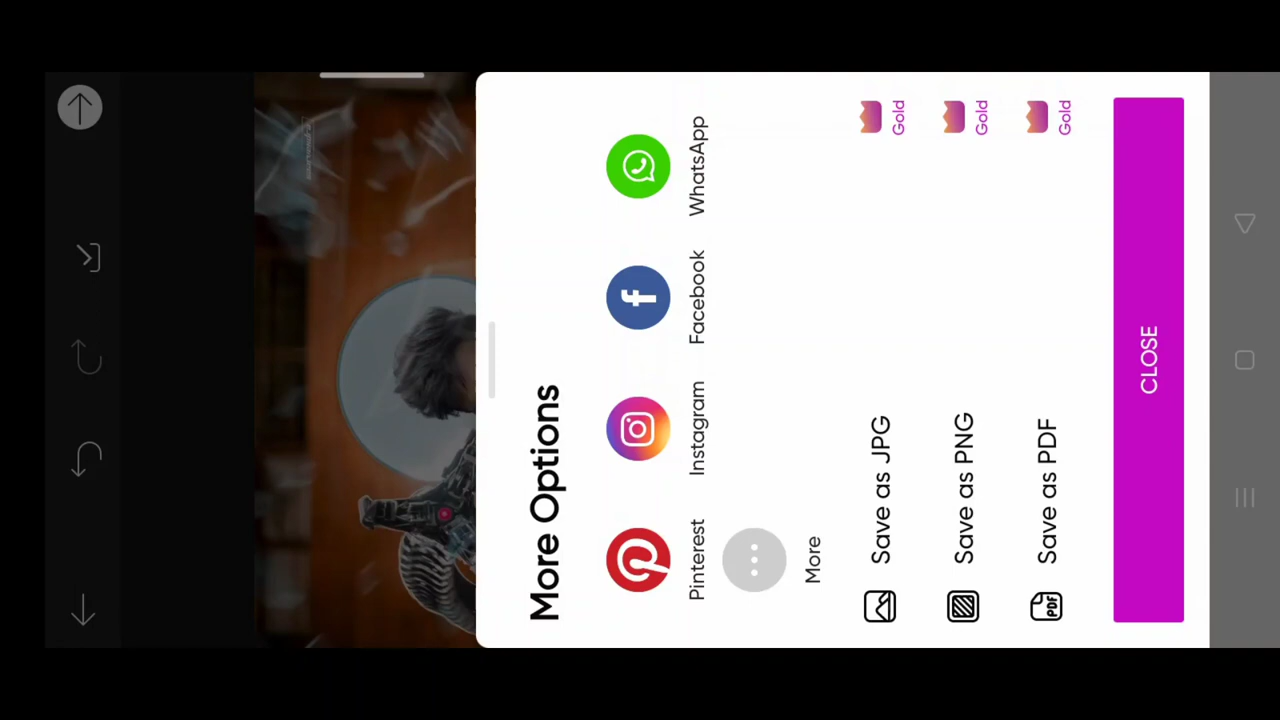 More Options
Pinterest
Instagram
Facebook
WhatsApp
More
Save as JPG
Gold
Save as PNG
Gold
PDF
Save as PDF
Gold
CLOSE